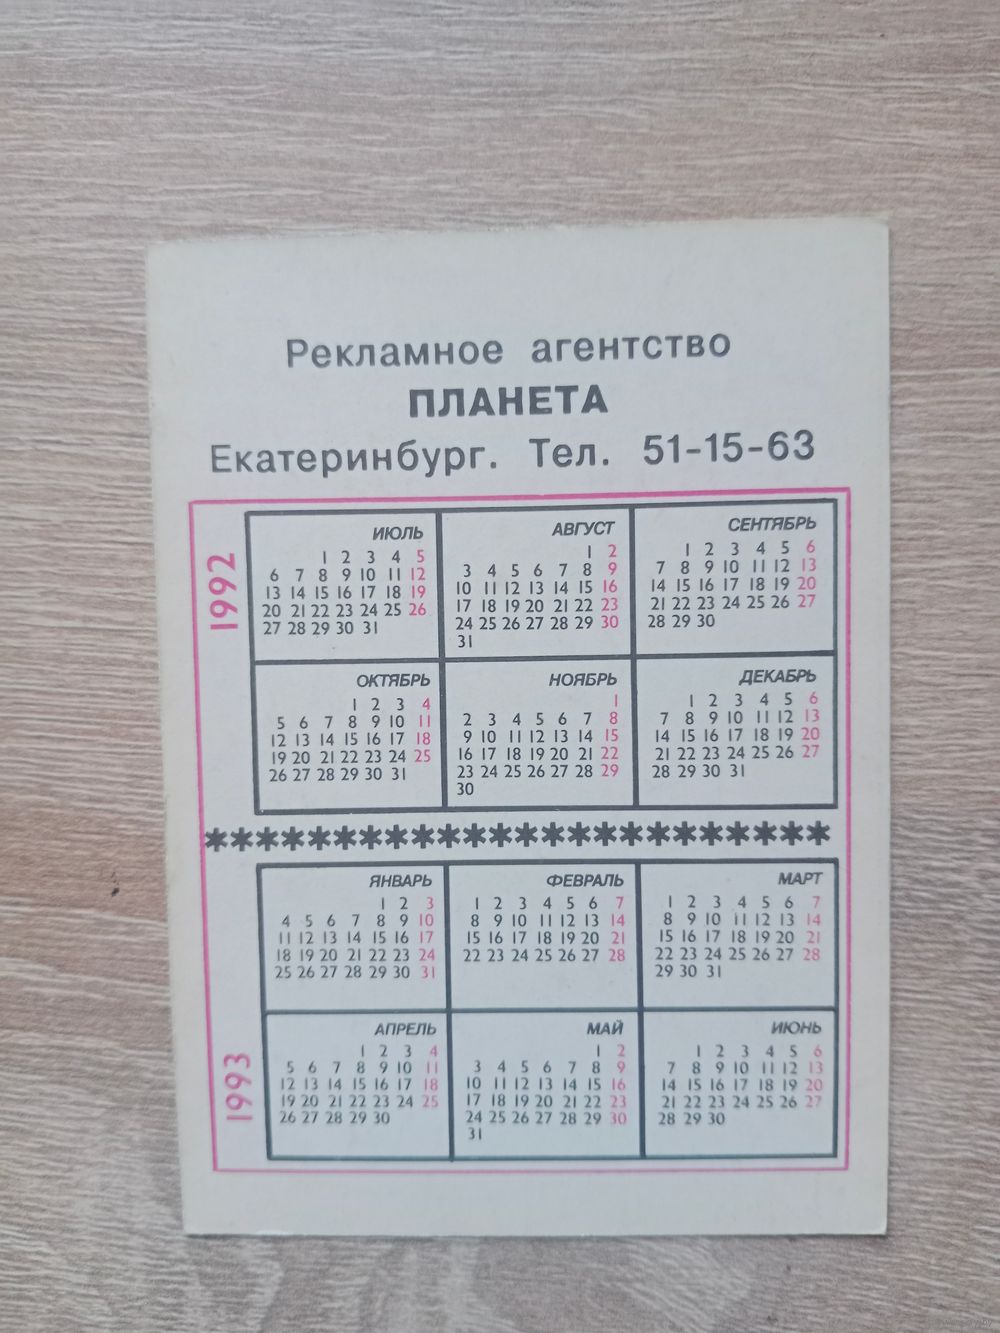 Рекламное агентство
ПЛАНЕТА
Екатеринбург. Тел. 51-15-63
1992
ИЮЛЬ
1 2 3 4 5
6 7 8 9 10 11 12
13 14 15 16 17 18 19
20 21 22 23 24 25 26
27 28 29 30 31
АВГУСТ
1 2
3 4 5 6 7 8 9
10 11 12 13 14 15 16
17 18 19 20 21 22 23
24 25 26 27 28 29 30
31
СЕНТЯБРЬ
1 2 3 4 5 6
7 8 9 10 11 12 13
14 15 16 17 18 19 20
21 22 23 24 25 26 27
28 29 30
ОКТЯБРЬ
1 2 3 4
5 6 7 8 9 10 11
12 13 14 15 16 17 18
19 20 21 22 23 24 25
26 27 28 29 30 31
НОЯБРЬ
1
2 3 4 5 6 7 8
9 10 11 12 13 14 15
16 17 18 19 20 21 22
23 24 25 26 27 28 29
30
ДЕКАБРЬ
1 2 3 4 5 6
7 8 9 10 11 12 13
14 15 16 17 18 19 20
21 22 23 24 25 26 27
28 29 30 31
************************
1993
ЯНВАРЬ
1 2 3
4 5 6 7 8 9 10
11 12 13 14 15 16 17
18 19 20 21 22 23 24
25 26 27 28 29 30 31
ФЕВРАЛЬ
1 2 3 4 5 6 7
8 9 10 11 12 13 14
15 16 17 18 19 20 21
22 23 24 25 26 27 28
МАРТ
1 2 3 4 5 6 7
8 9 10 11 12 13 14
15 16 17 18 19 20 21
22 23 24 25 26 27 28
29 30 31
АПРЕЛЬ
1 2 3 4
5 6 7 8 9 10 11
12 13 14 15 16 17 18
19 20 21 22 23 24 25
26 27 28 29 30
МАЙ
1 2
3 4 5 6 7 8 9
10 11 12 13 14 15 16
17 18 19 20 21 22 23
24 25 26 27 28 29 30
31
ИЮНЬ
1 2 3 4 5 6
7 8 9 10 11 12 13
14 15 16 17 18 19 20
21 22 23 24 25 26 27
28 29 30